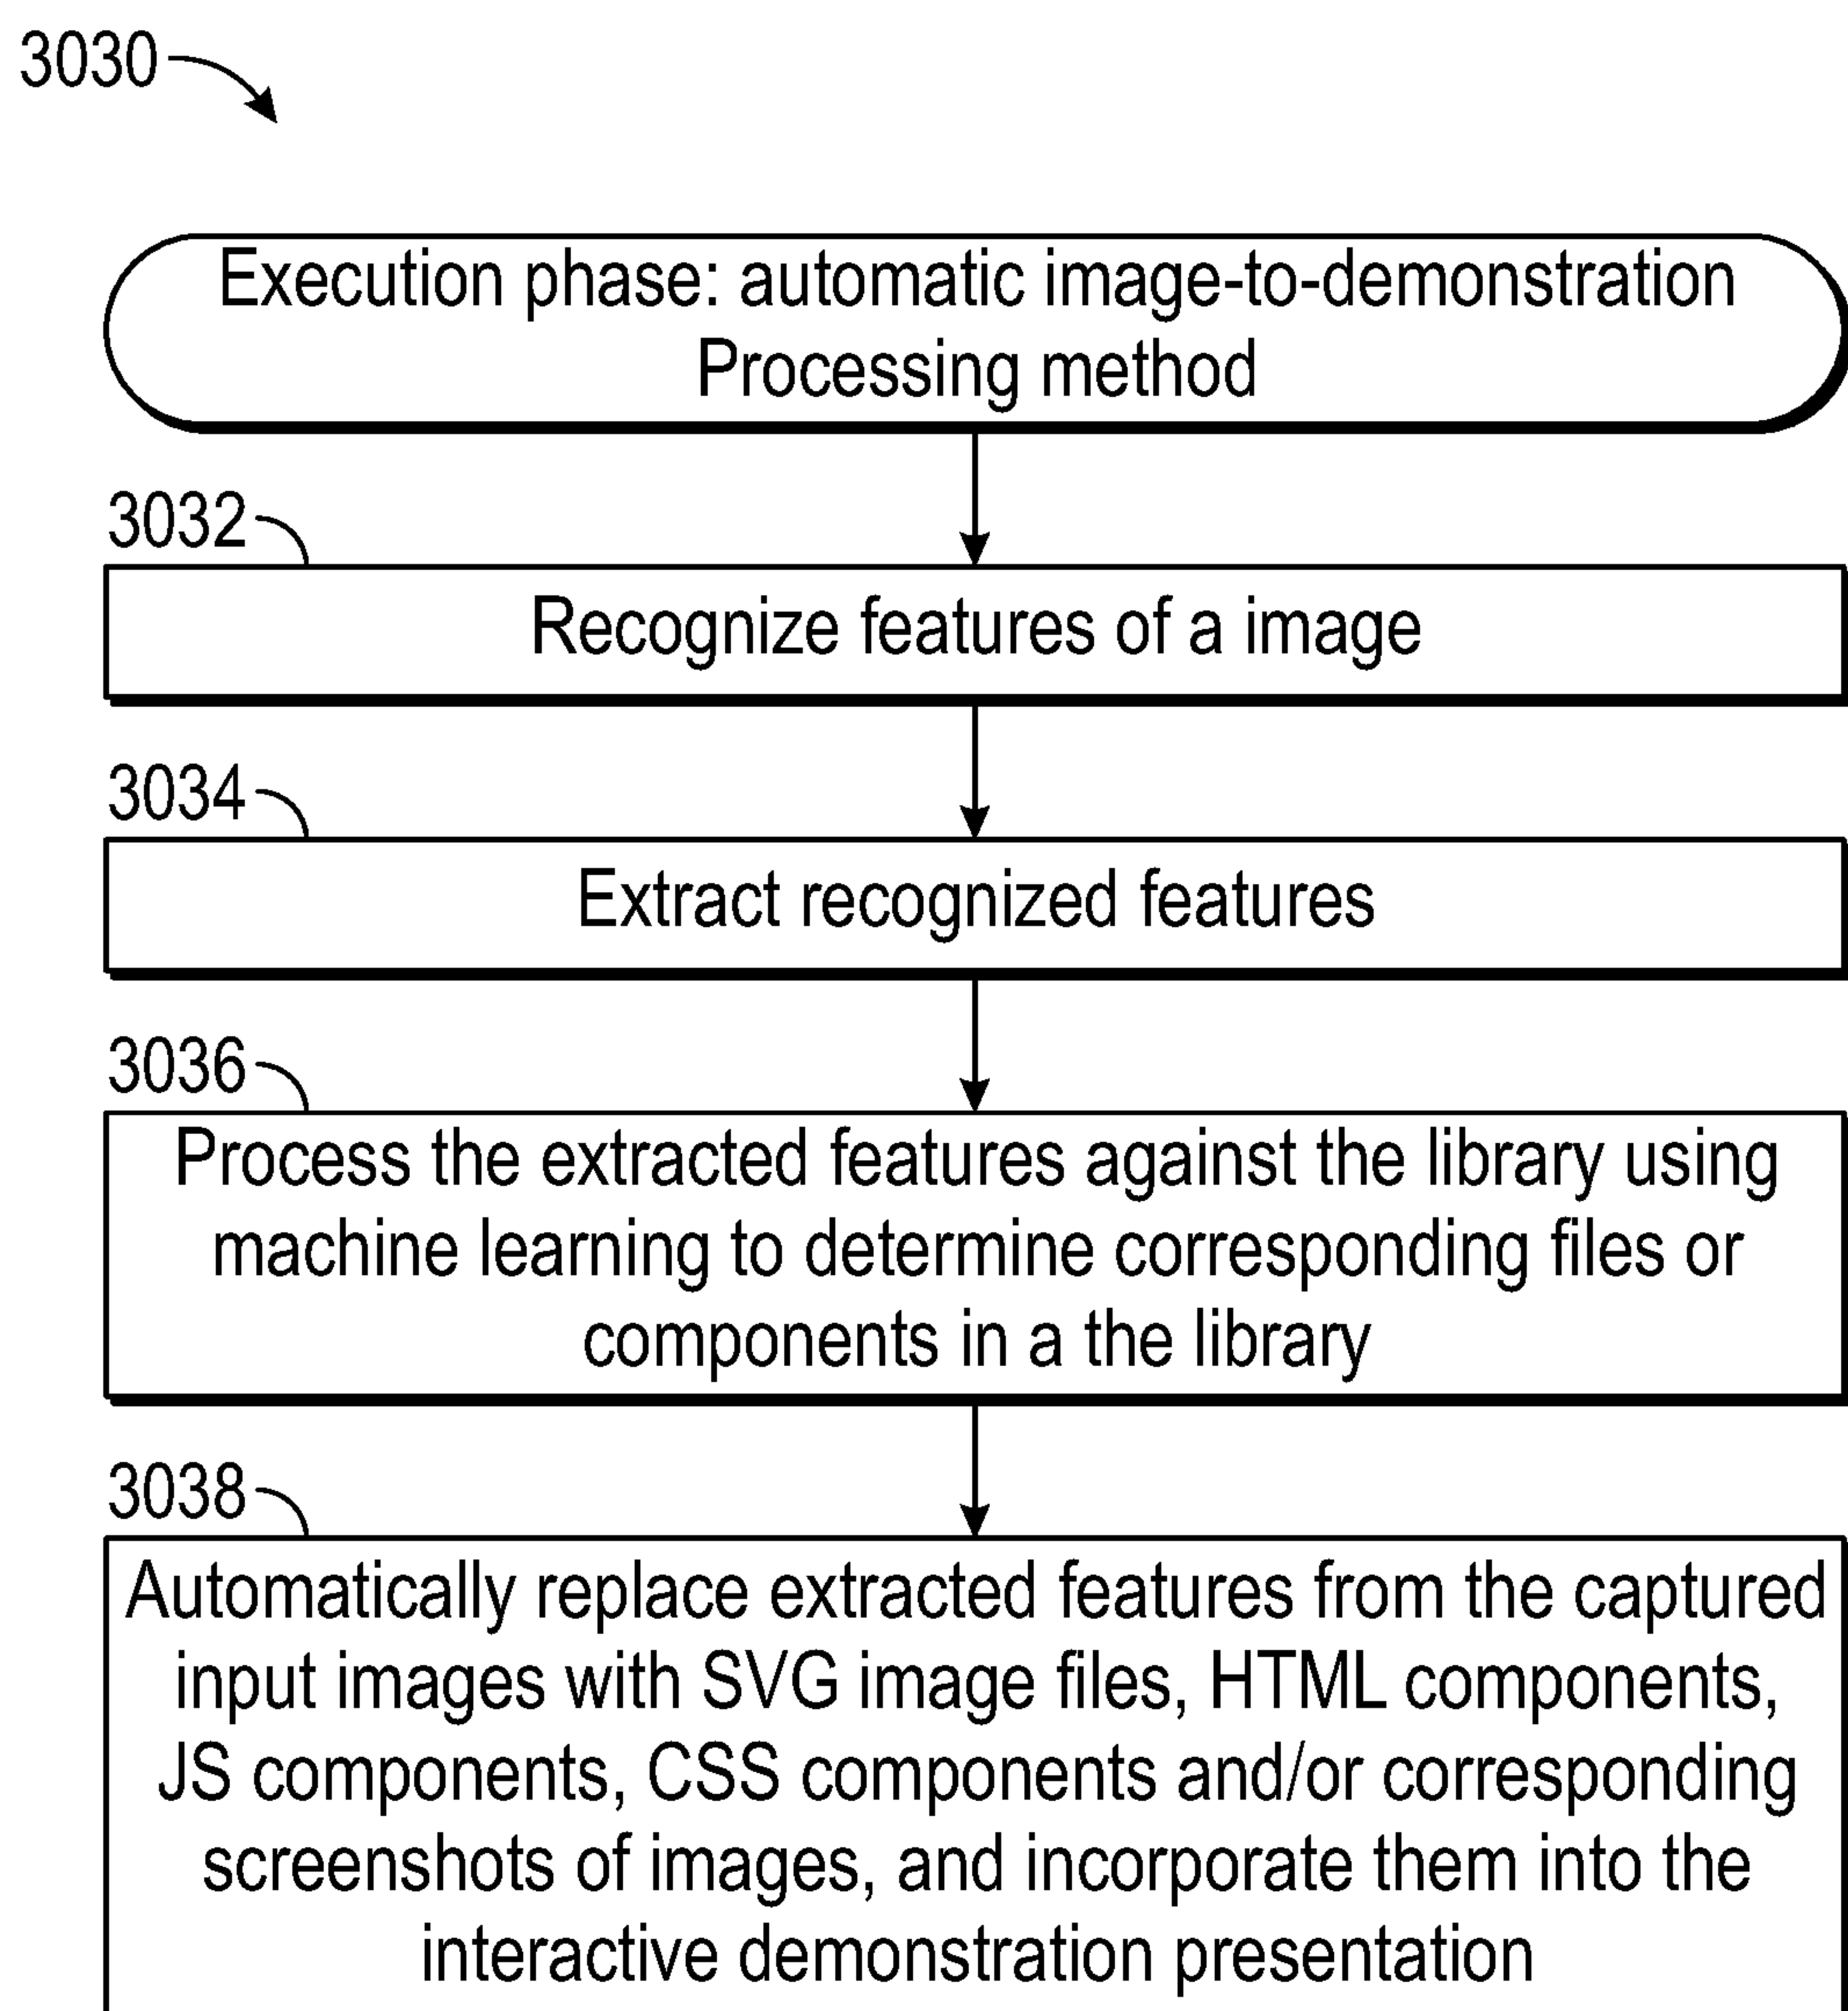 3030
Execution phase: automatic image-to-demonstration
Processing method
3032
Recognize features of a image
3034
Extract recognized features
3036
Process the extracted features against the library using
machine learning to determine corresponding files or
components in a the library
3038
Automatically replace extracted features from the captured
input images with SVG image files, HTML components,
JS components, CSS components and/or corresponding
screenshots of images, and incorporate them into the
interactive demonstration presentation